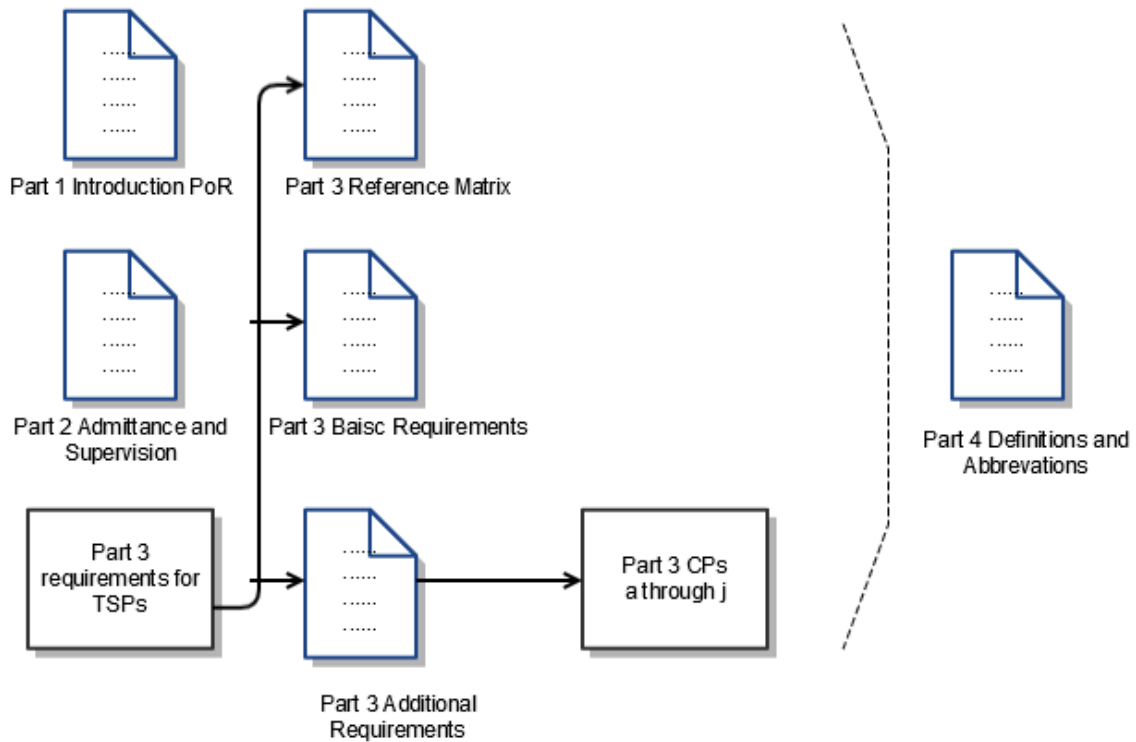 Part 1 Introduction PoR
Part 3 Reference Matrix
Part 2 Admittance and
Supervision
Part 3 Baisc Requirements
Part 4 Definitions and
Abbrevations
Part 3
requirements for
TSPs
Part 3 CPs
a through j
Part 3 Additional
Requirements